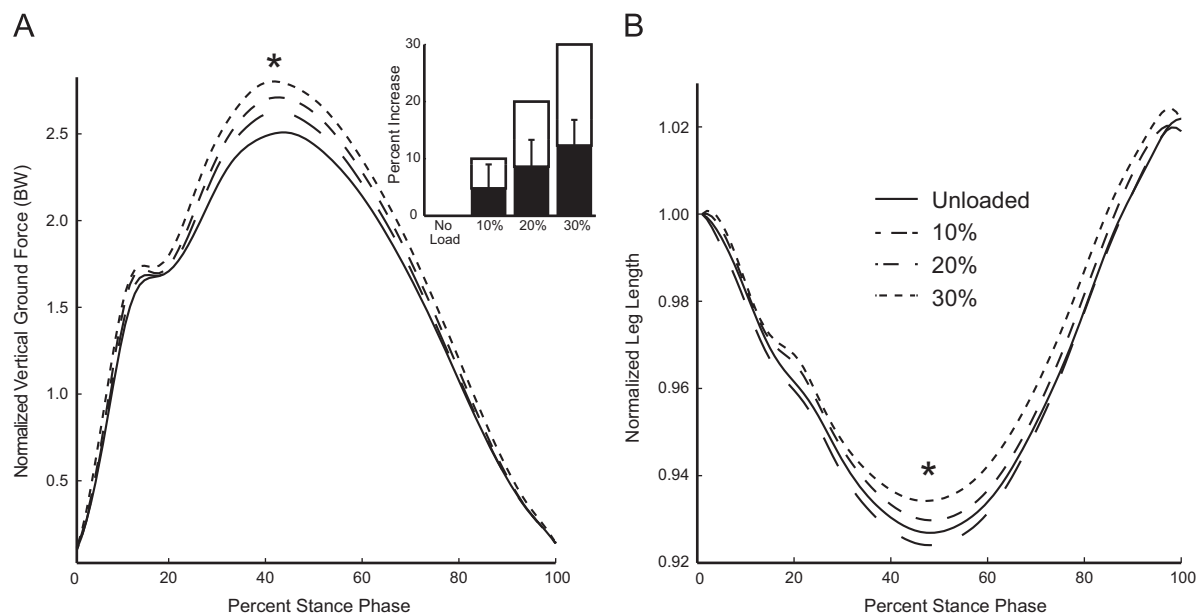 A
*
Normalized Vertical Ground Force (BW)
2.5
2.0
1.5
1.0
0.5
0 20 40 60 80 100
Percent Stance Phase
Percent Increase
30
20
10
0
No Load 10% 20% 30%
B
Normalized Leg Length
1.02
1.00
0.98
0.96
0.94
0.92
*
Unloaded
10%
20%
30%
0 20 40 60 80 100
Percent Stance Phase